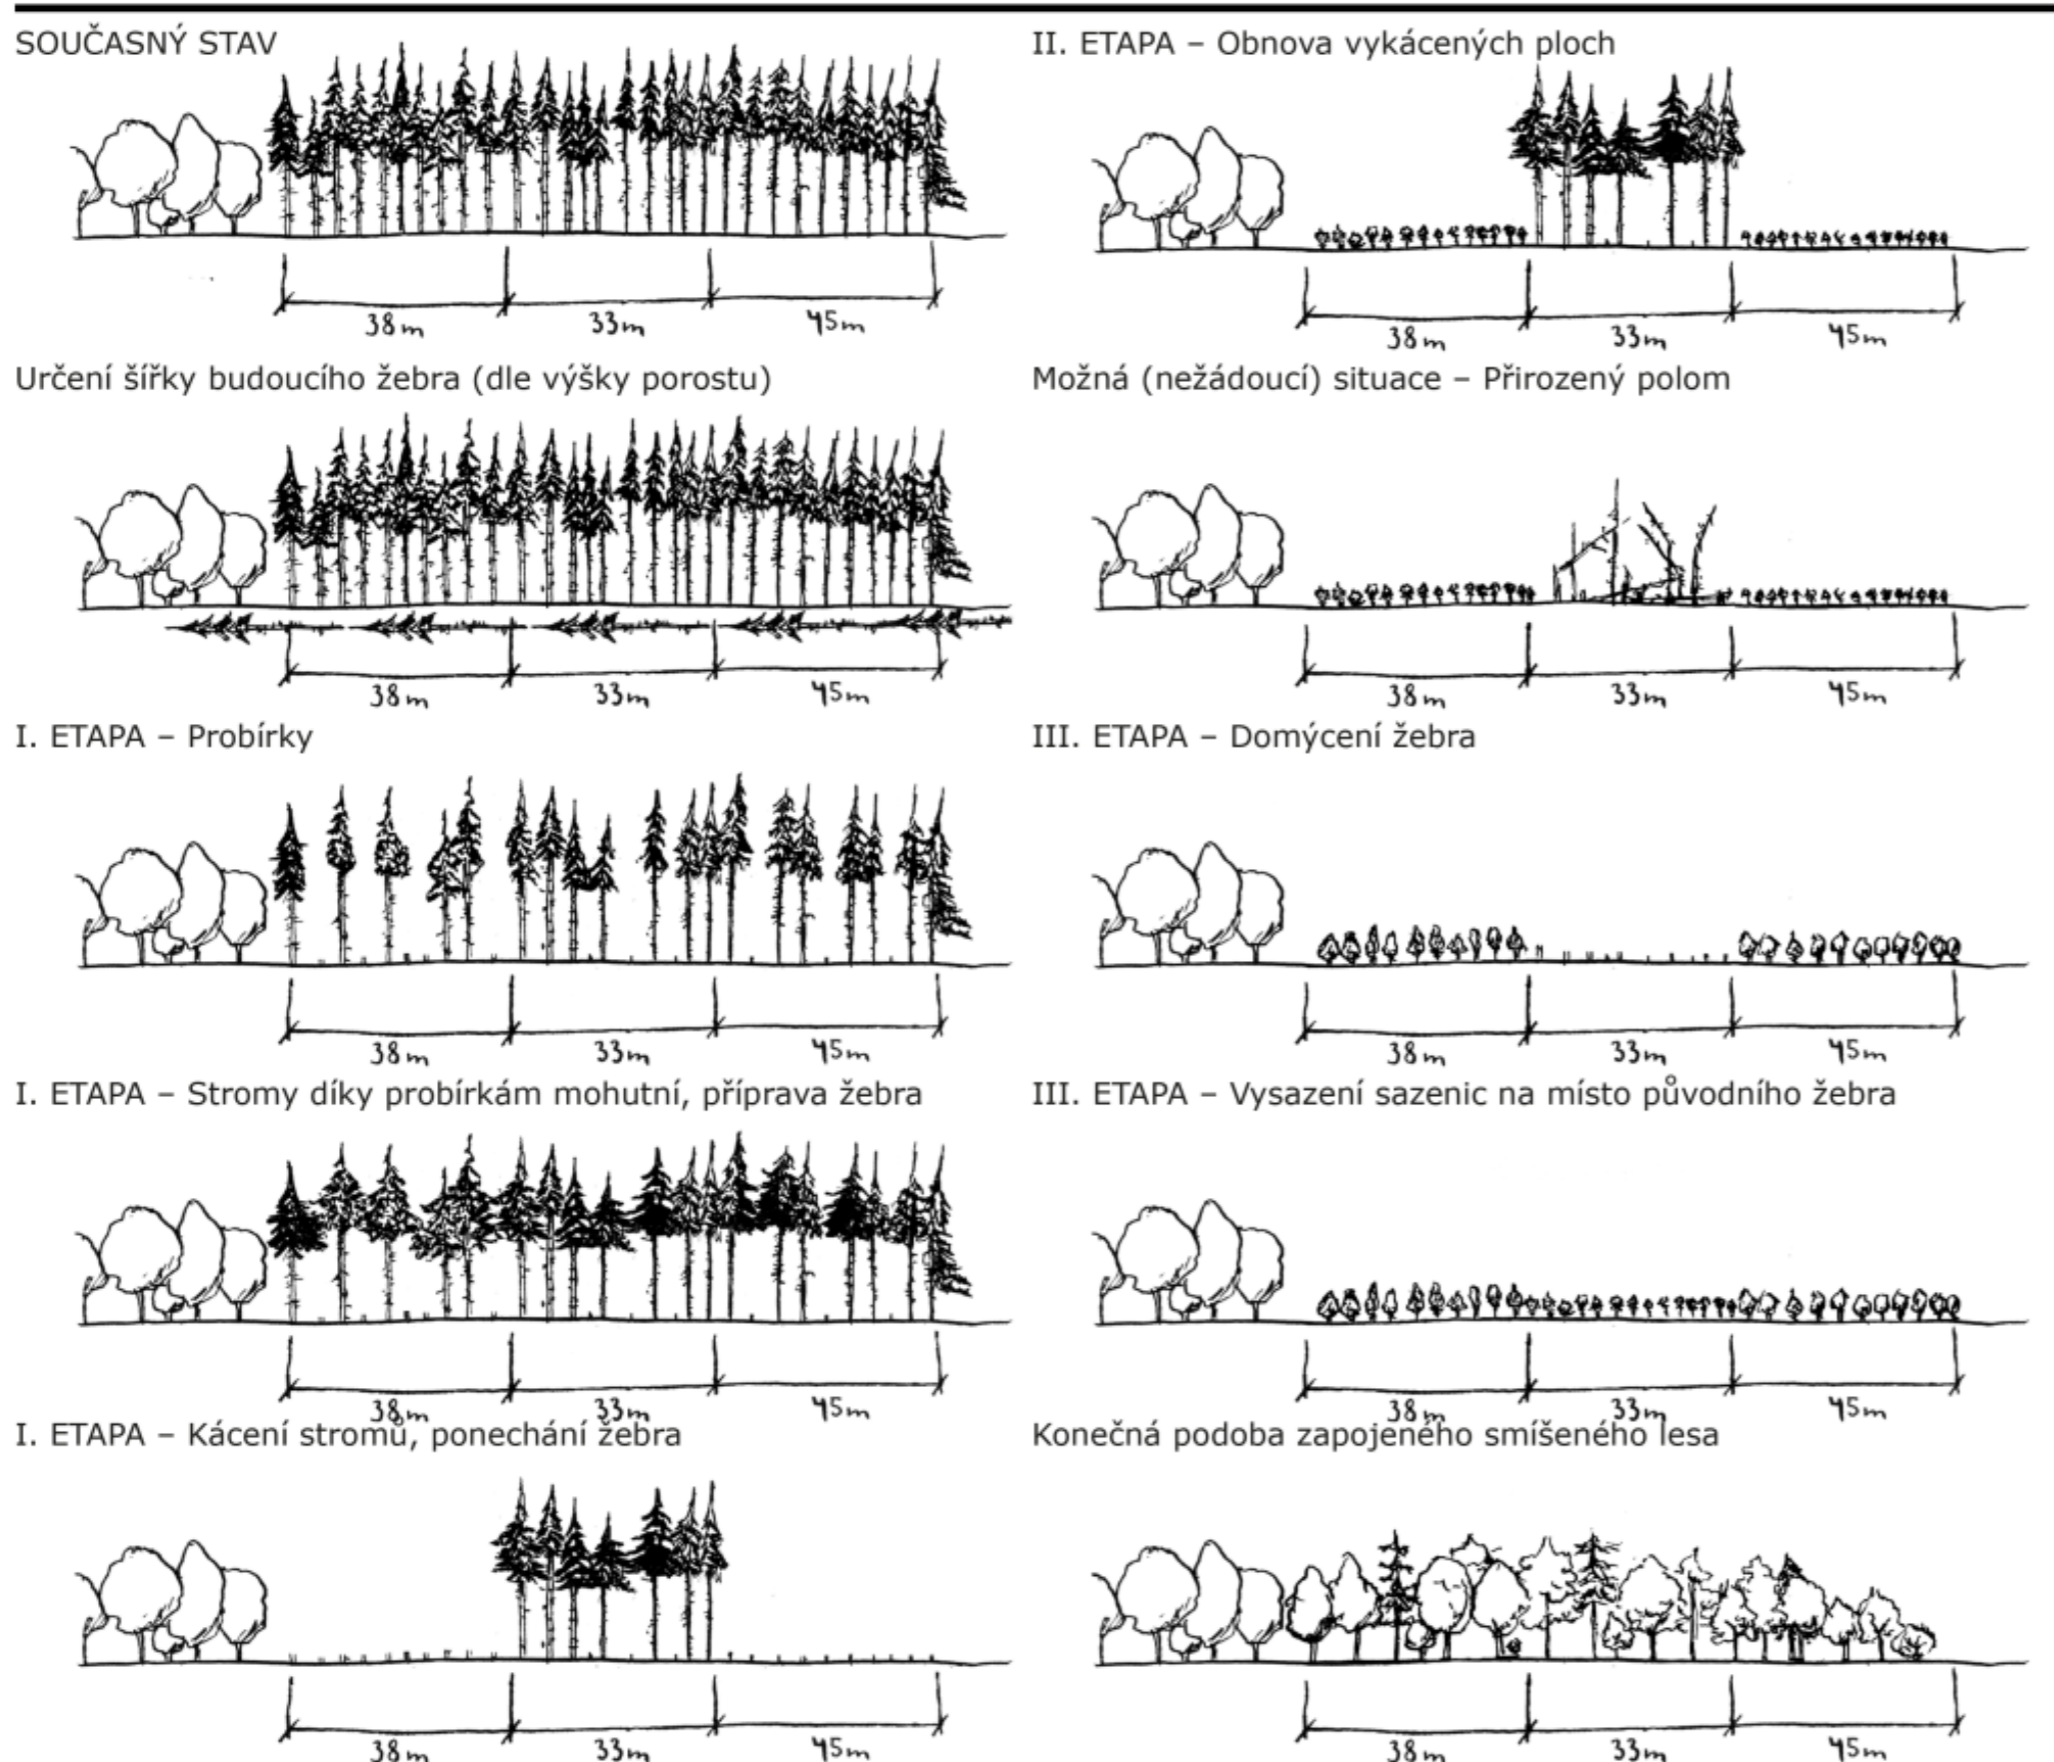 SOUČASNÝ STAV
38m 33m 45m
Určení šířky budoucího žebra (dle výšky porostu)
38m 33m 45m
I. ETAPA – Probírky
38m 33m 45m
I. ETAPA – Stromy díky probírkám mohutní, příprava žebra
38m 33m 45m
I. ETAPA – Kácení stromů, ponechání žebra
38m 33m 45m
II. ETAPA – Obnova vykácených ploch
38m 33m 45m
Možná (nežádoucí) situace – Přirozený polom
38m 33m 45m
III. ETAPA – Domýcení žebra
38m 33m 45m
III. ETAPA – Vysazení sazenic na místo původního žebra
38m 33m 45m
Konečná podoba zapojeného smíšeného lesa
38m 33m 45m